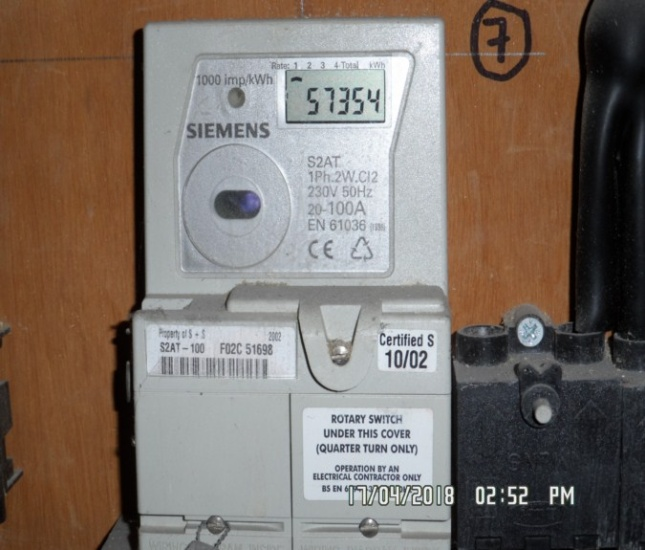 7
Rate: 1 2 3 4 Total kWh
1000 imp/kWh
57354
SIEMENS
S2AT
1Ph.2W.Cl2
230V 50Hz
20-100A
EN 61036
CE
Property of S + S 2002
S2AT-100 F02C 51698
Certified S
10/02
ROTARY SWITCH
UNDER THIS COVER
(QUARTER TURN ONLY)
OPERATION BY AN
ELECTRICAL CONTRACTOR ONLY
BS EN
17/04/2018 02:52 PM